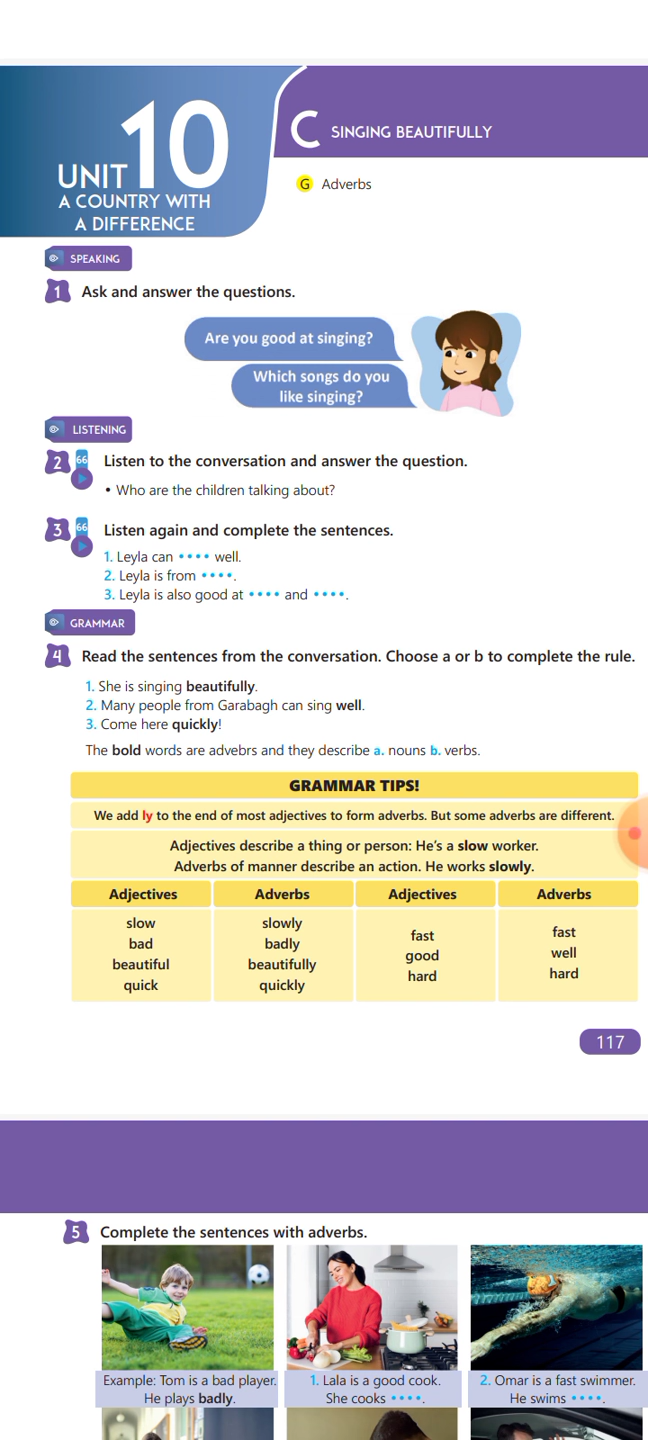 UNIT 10
A COUNTRY WITH
A DIFFERENCE
C SINGING BEAUTIFULLY
G Adverbs
SPEAKING
1 Ask and answer the questions.
Are you good at singing?
Which songs do you
like singing?
LISTENING
2 66 Listen to the conversation and answer the question.
• Who are the children talking about?
3 66 Listen again and complete the sentences.
1. Leyla can •••• well.
2. Leyla is from ••••.
3. Leyla is also good at •••• and ••••.
GRAMMAR
4 Read the sentences from the conversation. Choose a or b to complete the rule.
1. She is singing beautifully.
2. Many people from Garabagh can sing well.
3. Come here quickly!
The bold words are advebrs and they describe a. nouns b. verbs.
GRAMMAR TIPS!
We add ly to the end of most adjectives to form adverbs. But some adverbs are different.
Adjectives describe a thing or person: He's a slow worker.
Adverbs of manner describe an action. He works slowly.
Adjectives Adverbs Adjectives Adverbs
slow slowly
bad badly
beautiful beautifully
quick quickly
fast fast
good well
hard hard
117
5 Complete the sentences with adverbs.
Example: Tom is a bad player.
He plays badly.
1. Lala is a good cook.
She cooks ••••.
2. Omar is a fast swimmer.
He swims ••••.